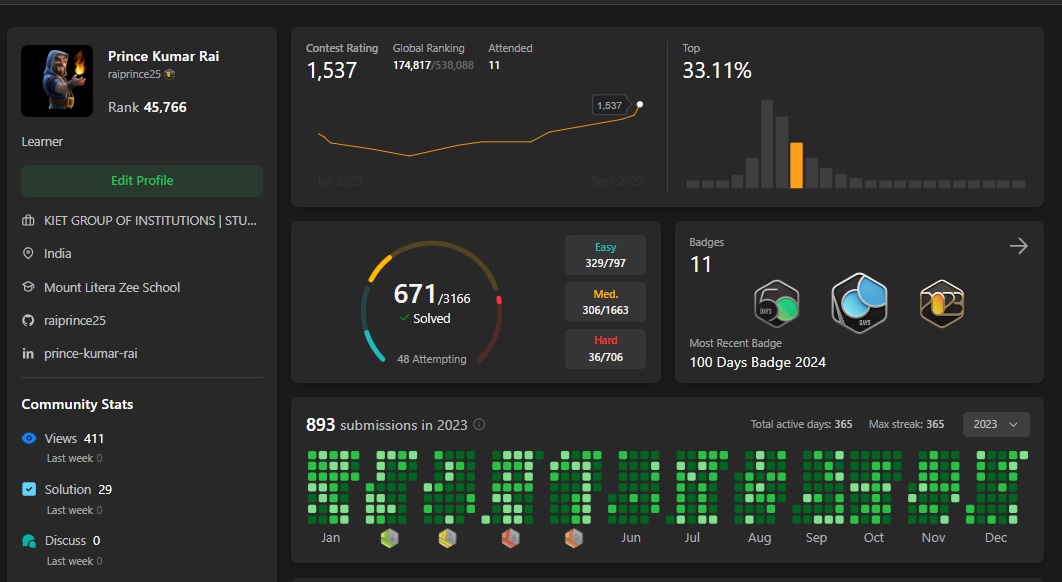 Prince Kumar Rai
raiprince25
Rank 45,766
Learner
Edit Profile
KIET GROUP OF INSTITUTIONS | STU...
India
Mount Litera Zee School
raiprince25
prince-kumar-rai
Community Stats
Views 411
Last week 0
Solution 29
Last week 0
Discuss 0
Last week 0
Contest Rating Global Ranking Attended
1,537 174,817/538,088 11
1,537
Jan 2023 Sept 2023
Top
33.11%
671/3166
Solved
48 Attempting
Easy
329/797
Med.
306/1663
Hard
36/706
Badges
11
50 DAYS
DAYS
2023
Most Recent Badge
100 Days Badge 2024
893 submissions in 2023
Total active days: 365 Max streak: 365 2023
Jan Jun Jul Aug Sep Oct Nov Dec